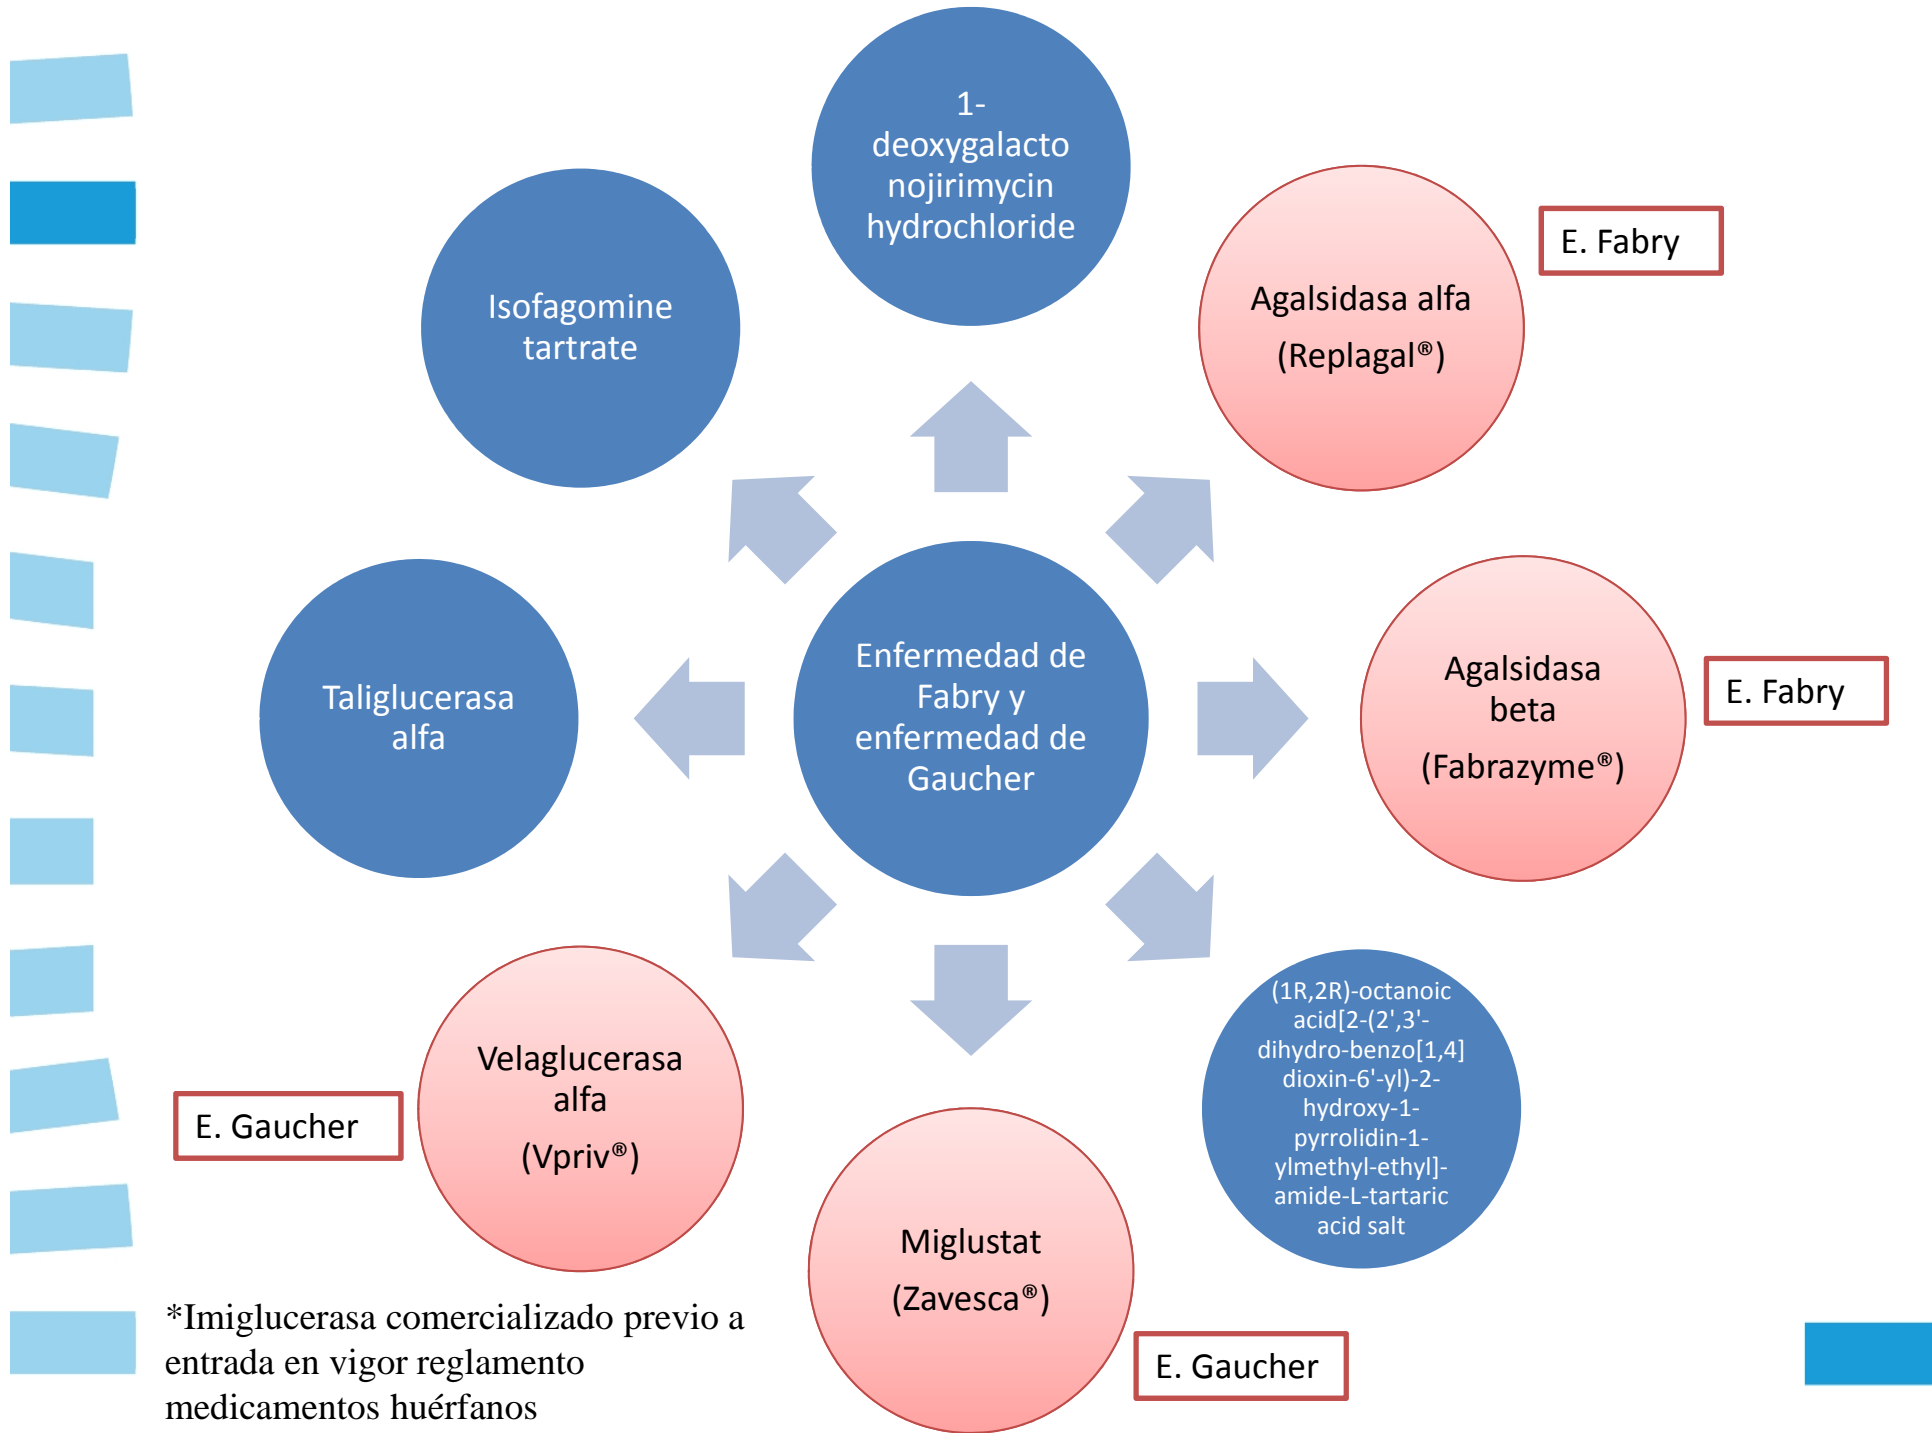 1-
deoxygalacto
nojirimycin
hydrochloride
Agalsidasa alfa
(Replagal®)
E. Fabry
Isofagomine
tartrate
Agalsidasa
beta
(Fabrazyme®)
E. Fabry
Enfermedad de
Fabry y
enfermedad de
Gaucher
Taliglucerasa
alfa
(1R,2R)-octanoic
acid[2-(2',3'-
dihydro-benzo[1,4]
dioxin-6'-yl)-2-
hydroxy-1-
pyrrolidin-1-
ylmethyl-ethyl]-
amide-L-tartaric
acid salt
Velaglucerasa
alfa
(Vpriv®)
E. Gaucher
Miglustat
(Zavesca®)
E. Gaucher
*Imiglucerasa comercializado previo a
entrada en vigor reglamento
medicamentos huérfanos